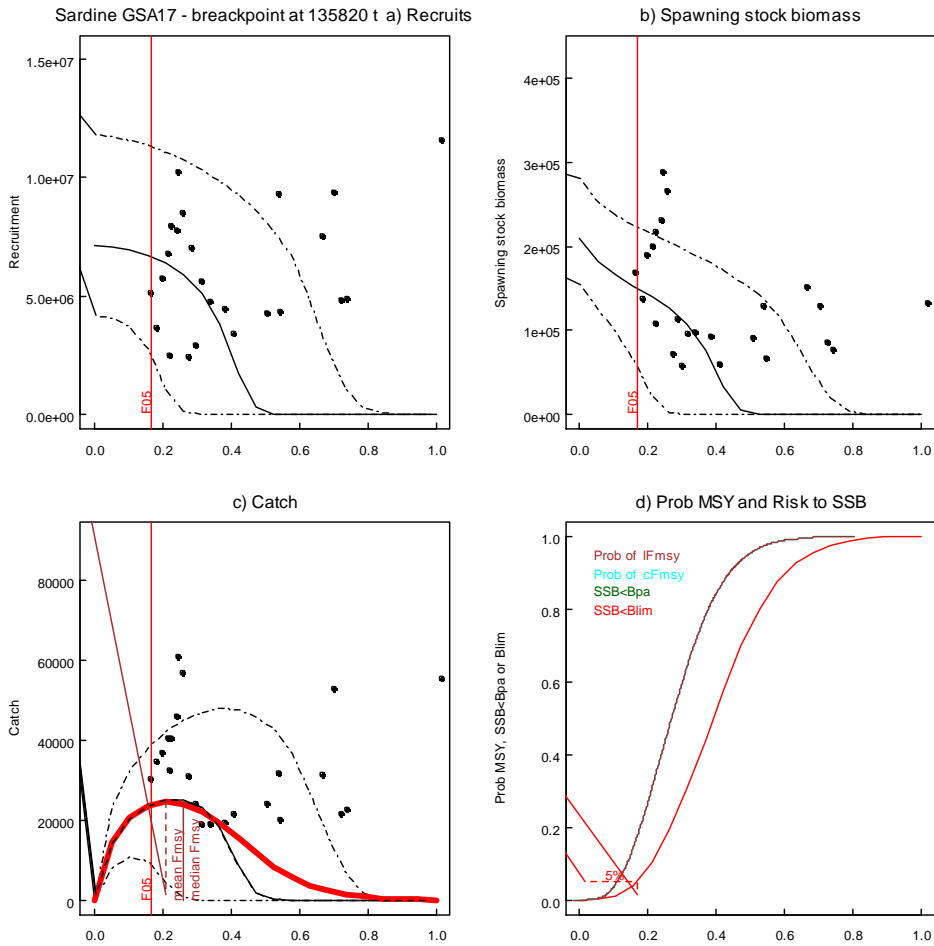 Sardine GSA17 - breackpoint at 135820 t a) Recruits
1.5e+07
1.0e+07
5.0e+06
0.0e+00
Recruitment
F05
0.0 0.2 0.4 0.6 0.8 1.0
b) Spawning stock biomass
4e+05
3e+05
2e+05
1e+05
0e+00
Spawning stock biomass
F05
0.0 0.2 0.4 0.6 0.8 1.0
c) Catch
80000
60000
40000
20000
0
Catch
F05
mean Fmsy
median Fmsy
0.0 0.2 0.4 0.6 0.8 1.0
d) Prob MSY and Risk to SSB
1.0
0.8
0.6
0.4
0.2
0.0
Prob MSY, SSB<Bpa or Blim
Prob of lFmsy
Prob of cFmsy
SSB<Bpa
SSB<Blim
5%
0.0 0.2 0.4 0.6 0.8 1.0